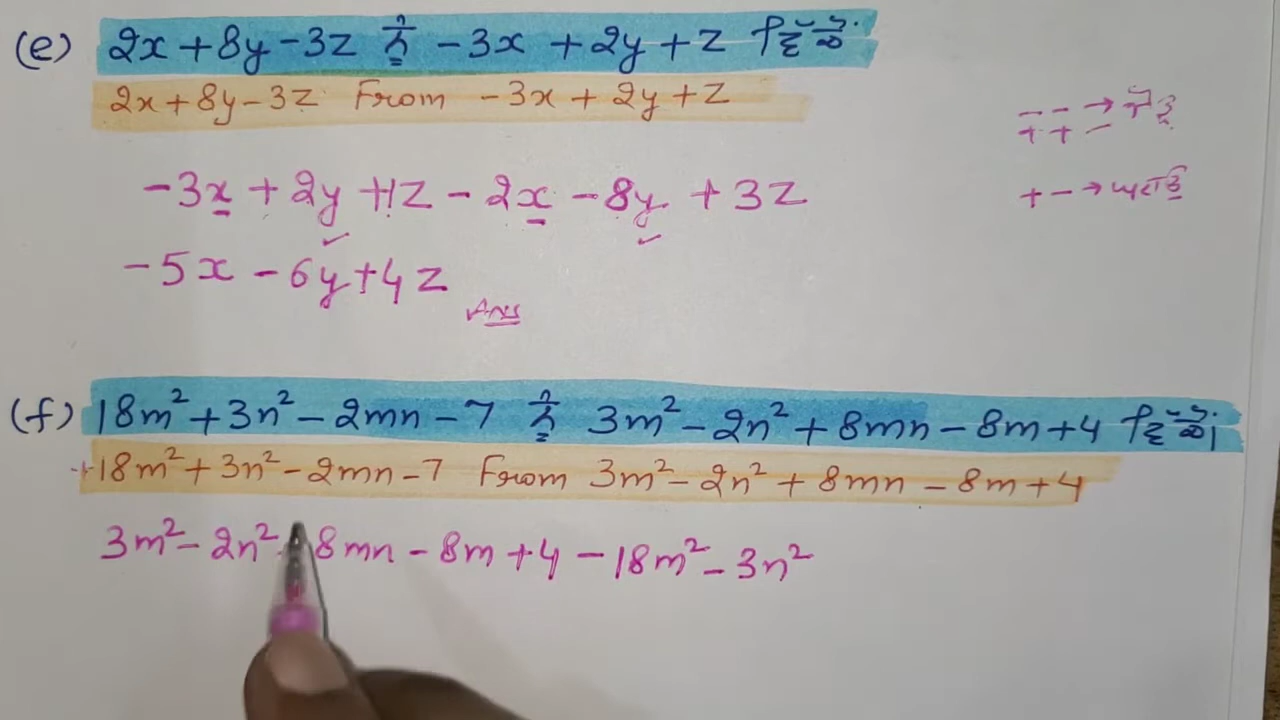 (e) 2x + 8y - 3z ਨੂੰ - 3x + 2y + z ਵਿੱਚੋਂ
2x + 8y - 3z From - 3x + 2y + z
- - → ਜੋੜ
+ + -
- 3x + 2y + 1z - 2x - 8y + 3z
+ - → ਘਟਾਓ
- 5x - 6y + 4z
Ans
(f) 18m² + 3n² - 2mn - 7 ਨੂੰ 3m² - 2n² + 8mn - 8m + 4 ਵਿੱਚੋਂ।
+18m² + 3n² - 2mn - 7 From 3m² - 2n² + 8mn - 8m + 4
3m² - 2n² 8mn - 8m + 4 - 18m² - 3n²